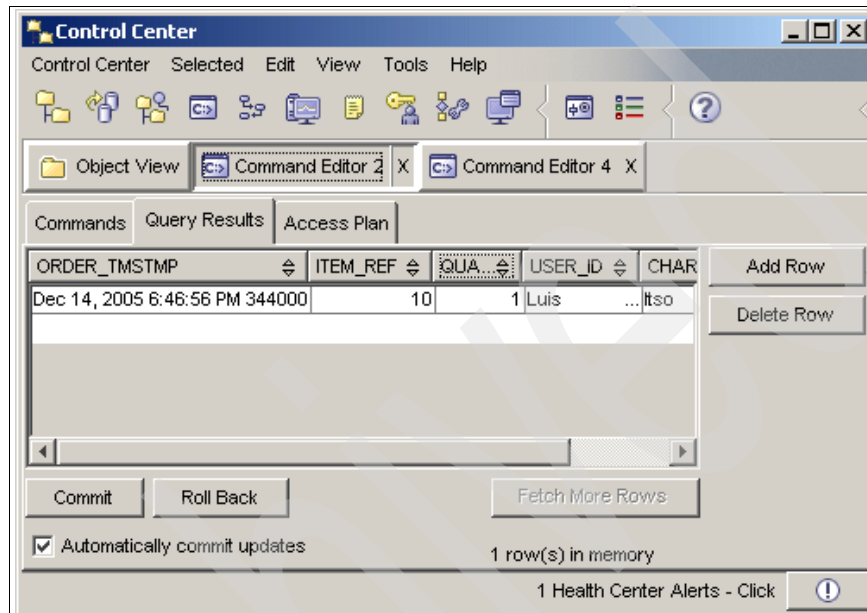 Control Center
Control Center Selected Edit View Tools Help
Object View Command Editor 2 X Command Editor 4 X
Commands Query Results Access Plan
ORDER_TMSTMP ITEM_REF QUA... USER_ID CHAR Add Row
Dec 14, 2005 6:46:56 PM 344000 10 1 Luis ... Itso
Delete Row
Commit Roll Back Fetch More Rows
Automatically commit updates 1 row(s) in memory
1 Health Center Alerts - Click